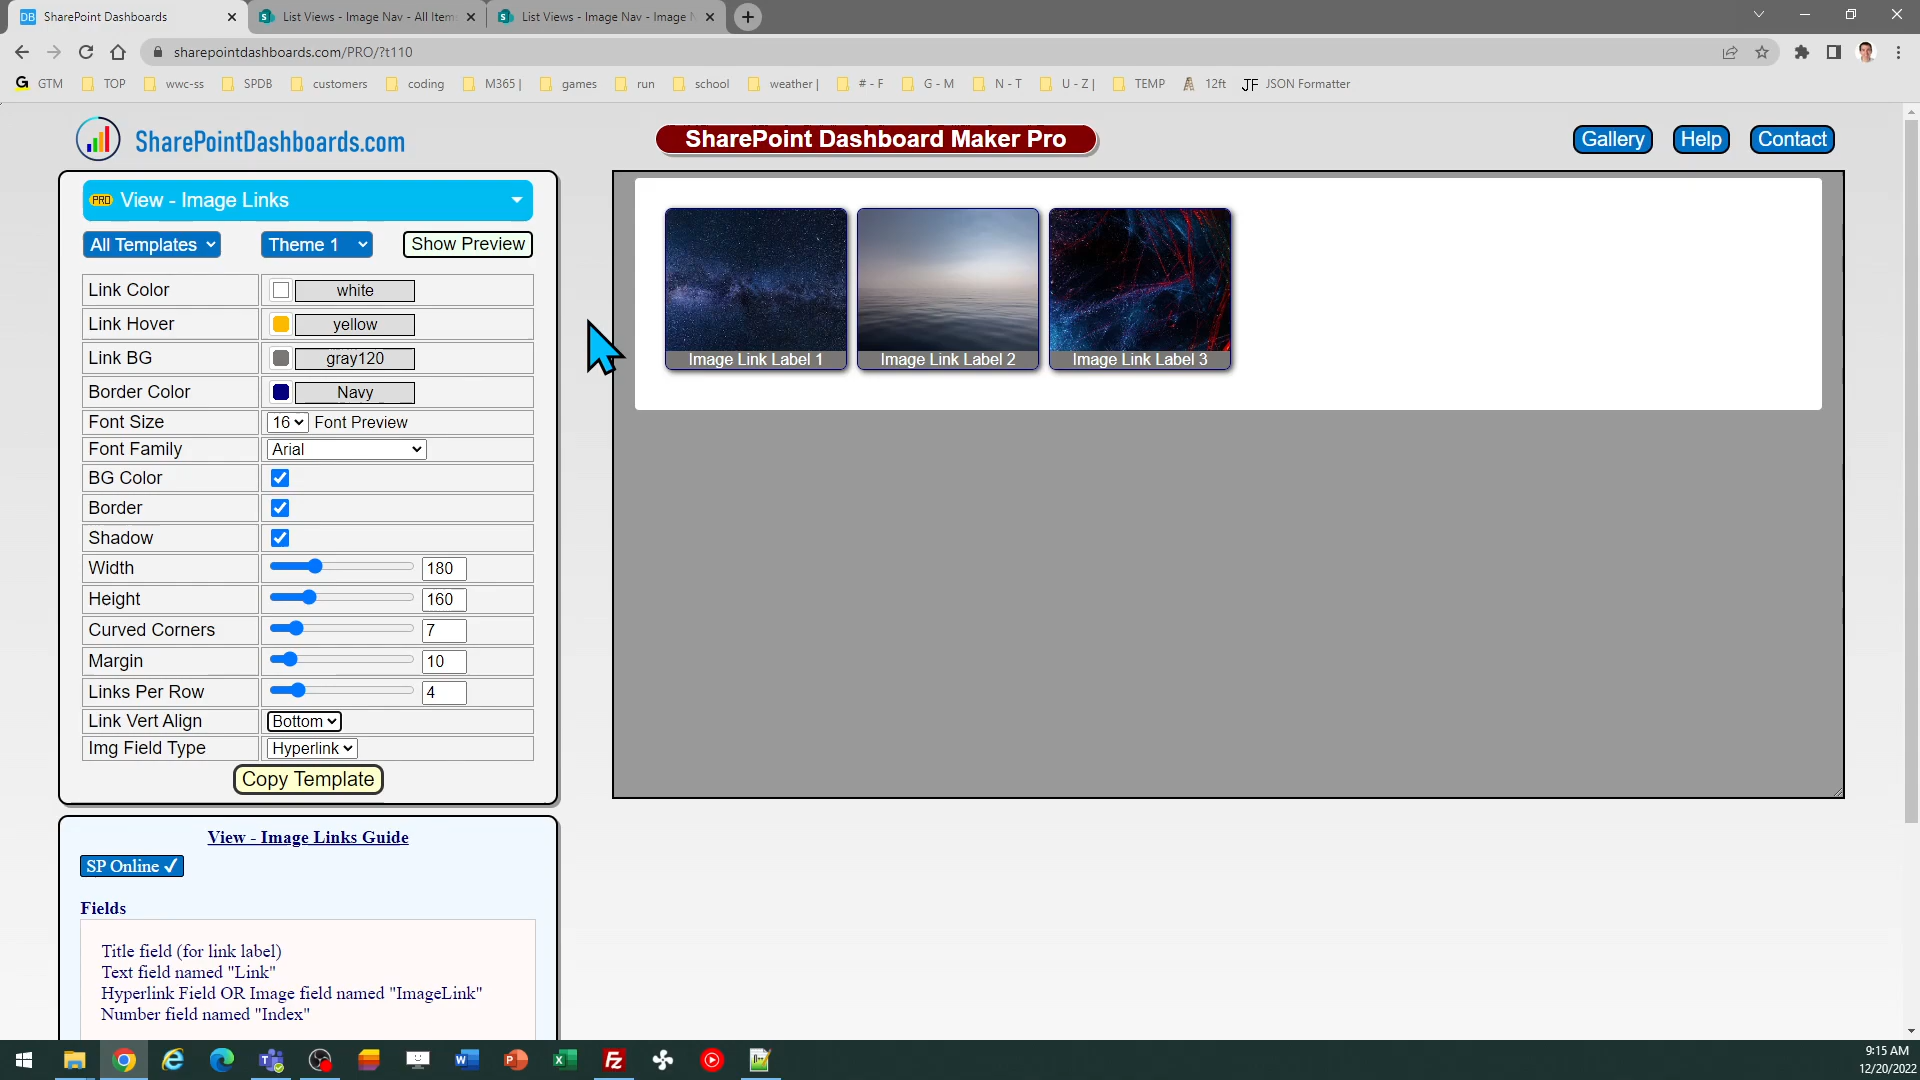 DB SharePoint Dashboards
List Views - Image Nav - All Item
List Views - Image Nav - Image N
sharepointdashboards.com/PRO/?t110
GTM TOP wwc-ss SPDB customers coding M365 | games run school weather | # - F G - M N - T U - Z | TEMP 12ft JF JSON Formatter
SharePointDashboards.com
SharePoint Dashboard Maker Pro
Gallery Help Contact
PRO View - Image Links
All Templates Theme 1 Show Preview
Link Color white
Link Hover yellow
Link BG gray120
Border Color Navy
Font Size 16 Font Preview
Font Family Arial
BG Color
Border
Shadow
Width 180
Height 160
Curved Corners 7
Margin 10
Links Per Row 4
Link Vert Align Bottom
Img Field Type Hyperlink
Copy Template
Image Link Label 1
Image Link Label 2
Image Link Label 3
View - Image Links Guide
SP Online ✓
Fields
Title field (for link label)
Text field named "Link"
Hyperlink Field OR Image field named "ImageLink"
Number field named "Index"
9:15 AM
12/20/2022